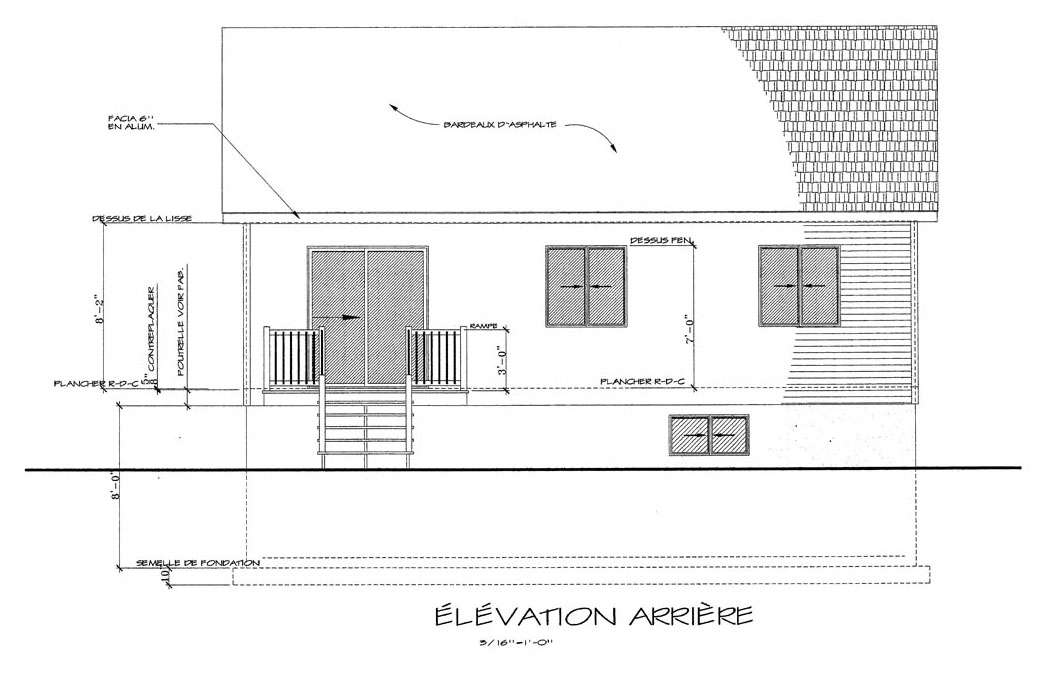 FACIA 6"
EN ALUM.
BARDEAUX D'ASPHALTE
DESSUS DE LA LISSE
DESSUS FEN.
8'-2"
5/8" CONTREPLAQUER
POUTRELLE VOIR FAB.
RAMPE
3'-0"
7'-0"
PLANCHER R-D-C
PLANCHER R-D-C
8'-0"
SEMELLE DE FONDATION
10"
ÉLÉVATION ARRIÈRE
3/16"=1'-0"